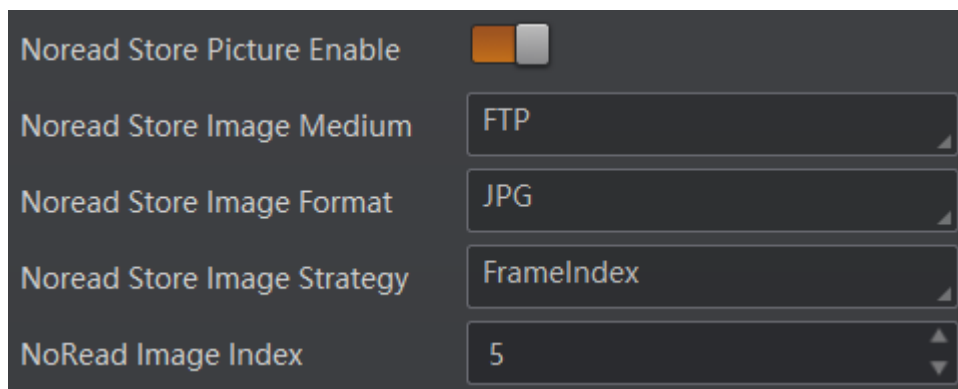 Noread Store Picture Enable
Noread Store Image Medium FTP
Noread Store Image Format JPG
Noread Store Image Strategy FrameIndex
NoRead Image Index 5